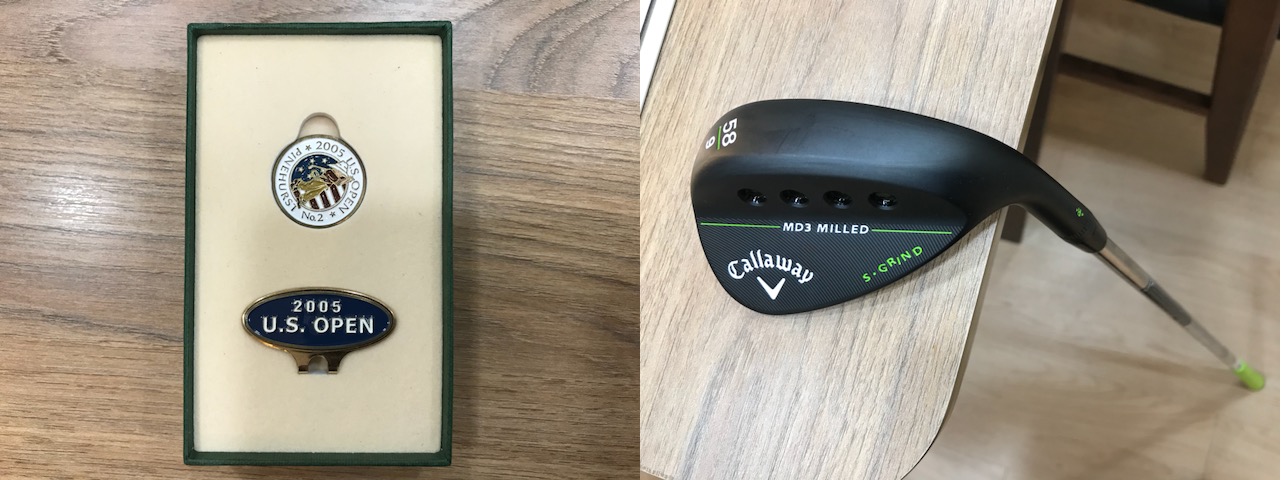 2005 U.S. OPEN
PINEHURST No.2
2005
U.S. OPEN
58
9
MD3 MILLED
Callaway
S-GRIND